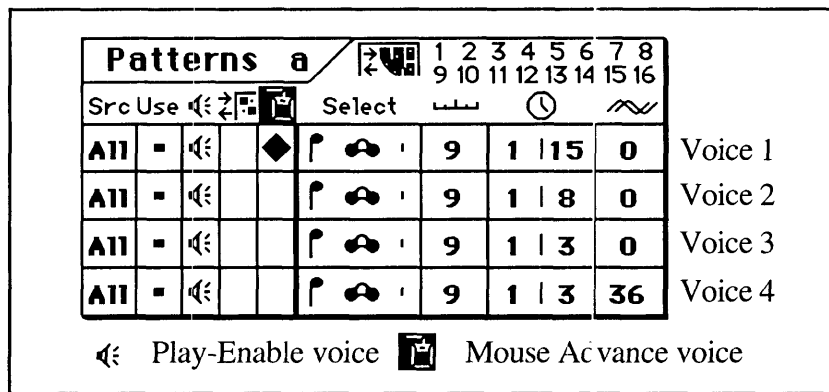 Patterns a 1 2 3 4 5 6 7 8
9 10 11 12 13 14 15 16
Src Use Select
All 9 1 | 15 0 Voice 1
All 9 1 | 8 0 Voice 2
All 9 1 | 3 0 Voice 3
All 9 1 | 3 36 Voice 4
Play-Enable voice Mouse Advance voice